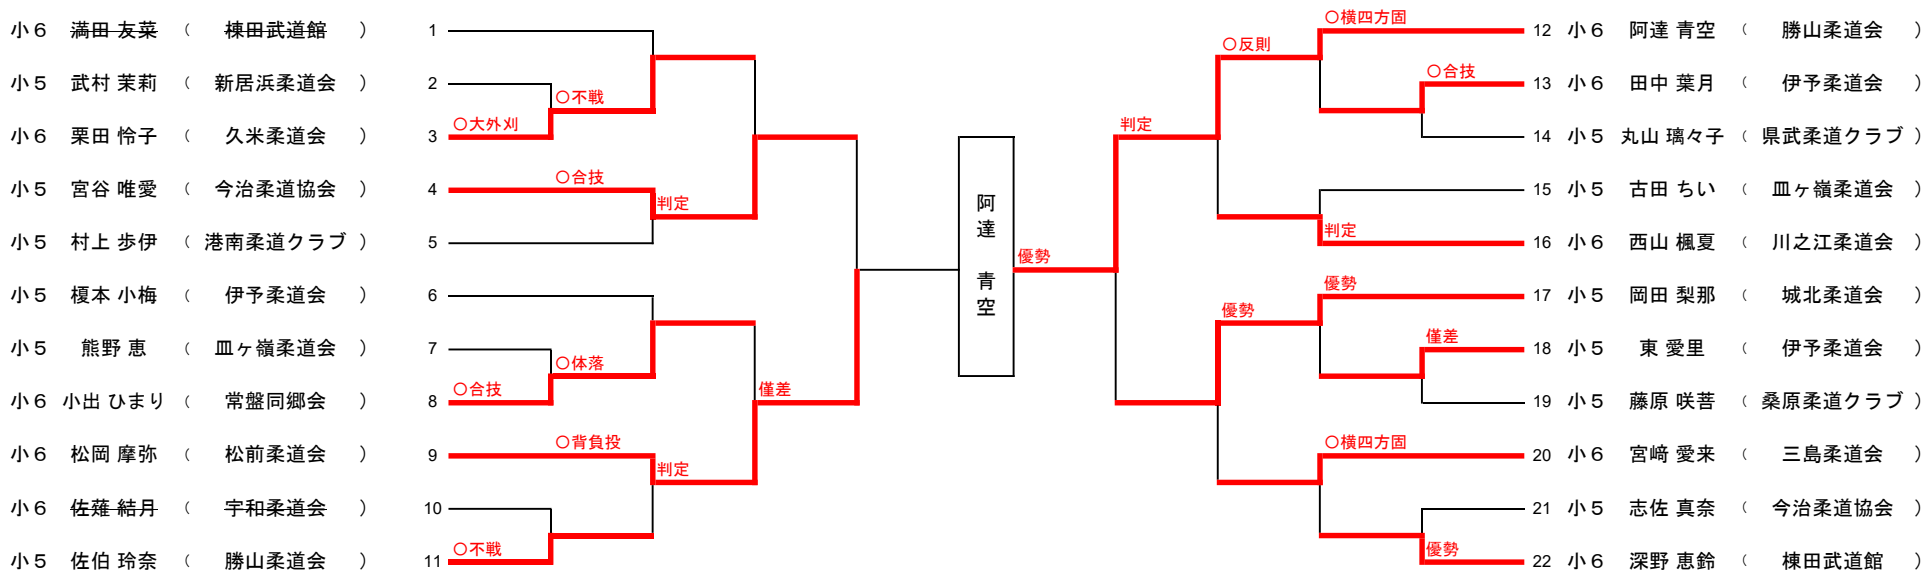 小６ 満田 友菜 （ 棟田武道館 ） 1
小５ 武村 茉莉 （ 新居浜柔道会 ） 2
〇不戦
小６ 栗田 怜子 （ 久米柔道会 ） 3
〇大外刈
小５ 宮谷 唯愛 （ 今治柔道協会 ） 4
〇合技
判定
小５ 村上 歩伊 （ 港南柔道クラブ ） 5
小５ 榎本 小梅 （ 伊予柔道会 ） 6
小５ 熊野 恵 （ 皿ヶ嶺柔道会 ） 7
〇体落
小６ 小出 ひまり （ 常盤同郷会 ） 8
〇合技
僅差
小６ 松岡 摩弥 （ 松前柔道会 ） 9
〇背負投
判定
小６ 佐薙 結月 （ 宇和柔道会 ） 10
小５ 佐伯 玲奈 （ 勝山柔道会 ） 11
〇不戦
阿達 青空
優勢
判定
〇反則
〇横四方固
12 小６ 阿達 青空 （ 勝山柔道会 ）
〇合技
13 小６ 田中 葉月 （ 伊予柔道会 ）
14 小５ 丸山 璃々子 （ 県武柔道クラブ ）
15 小５ 古田 ちい （ 皿ヶ嶺柔道会 ）
判定
16 小６ 西山 楓夏 （ 川之江柔道会 ）
優勢
優勢
17 小５ 岡田 梨那 （ 城北柔道会 ）
僅差
18 小５ 東 愛里 （ 伊予柔道会 ）
19 小５ 藤原 咲菩 （ 桑原柔道クラブ ）
〇横四方固
20 小６ 宮﨑 愛来 （ 三島柔道会 ）
21 小５ 志佐 真奈 （ 今治柔道協会 ）
優勢
22 小６ 深野 恵鈴 （ 棟田武道館 ）